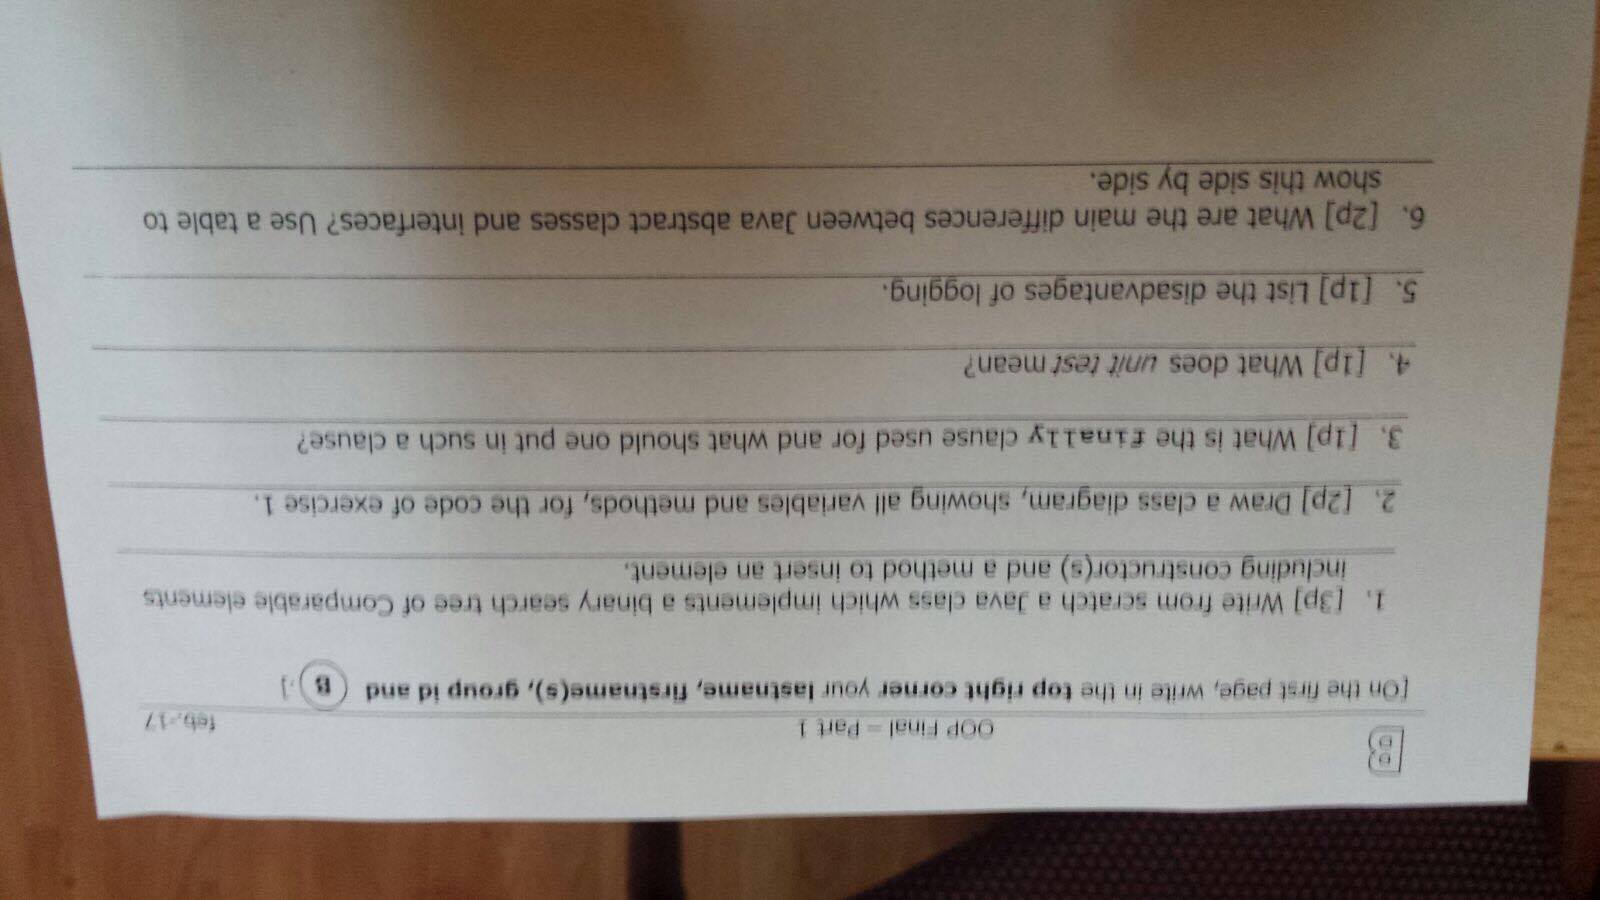 B
OOP Final – Part 1
feb.-17
[On the first page, write in the top right corner your lastname, firstname(s), group id and B.]
1. [3p] Write from scratch a Java class which implements a binary search tree of Comparable elements
including constructor(s) and a method to insert an element.
2. [2p] Draw a class diagram, showing all variables and methods, for the code of exercise 1.
3. [1p] What is the finally clause used for and what should one put in such a clause?
4. [1p] What does unit test mean?
5. [1p] List the disadvantages of logging.
6. [2p] What are the main differences between Java abstract classes and interfaces? Use a table to
show this side by side.